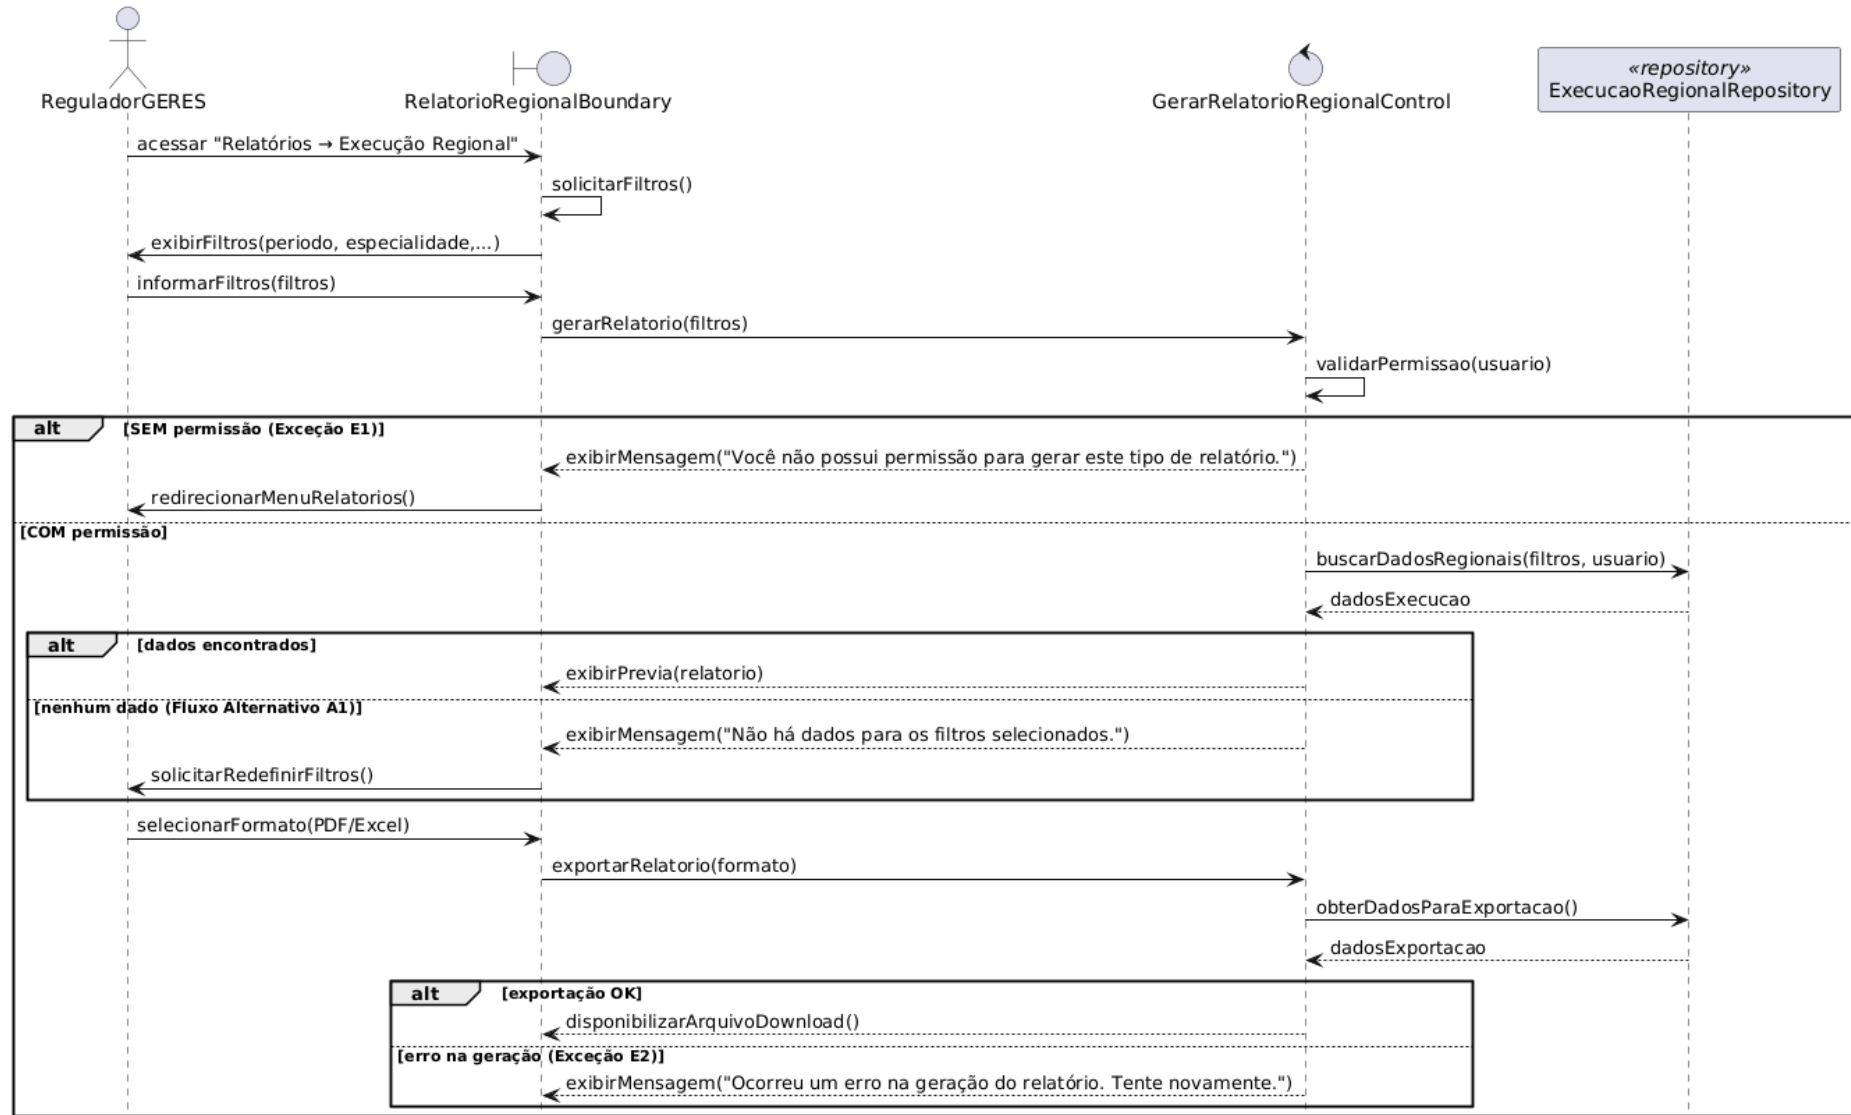 «repository»
ReguladorGERES
RelatorioRegionalBoundary
GerarRelatorioRegionalControl
ExecucaoRegionalRepository
acessar "Relatórios → Execução Regional"
solicitarFiltros()
exibirFiltros(periodo, especialidade,...)
informarFiltros(filtros)
gerarRelatorio(filtros)
validarPermissao(usuario)
alt
[SEM permissão (Exceção E1)]
exibirMensagem("Você não possui permissão para gerar este tipo de relatório.")
redirecionarMenuRelatorios()
[COM permissão]
buscarDadosRegionais(filtros, usuario)
dadosExecucao
alt
[dados encontrados]
exibirPrevia(relatorio)
[nenhum dado (Fluxo Alternativo A1)]
exibirMensagem("Não há dados para os filtros selecionados.")
solicitarRedefinirFiltros()
selecionarFormato(PDF/Excel)
exportarRelatorio(formato)
obterDadosParaExportacao()
dadosExportacao
alt
[exportação OK]
disponibilizarArquivoDownload()
[erro na geração (Exceção E2)]
exibirMensagem("Ocorreu um erro na geração do relatório. Tente novamente.")